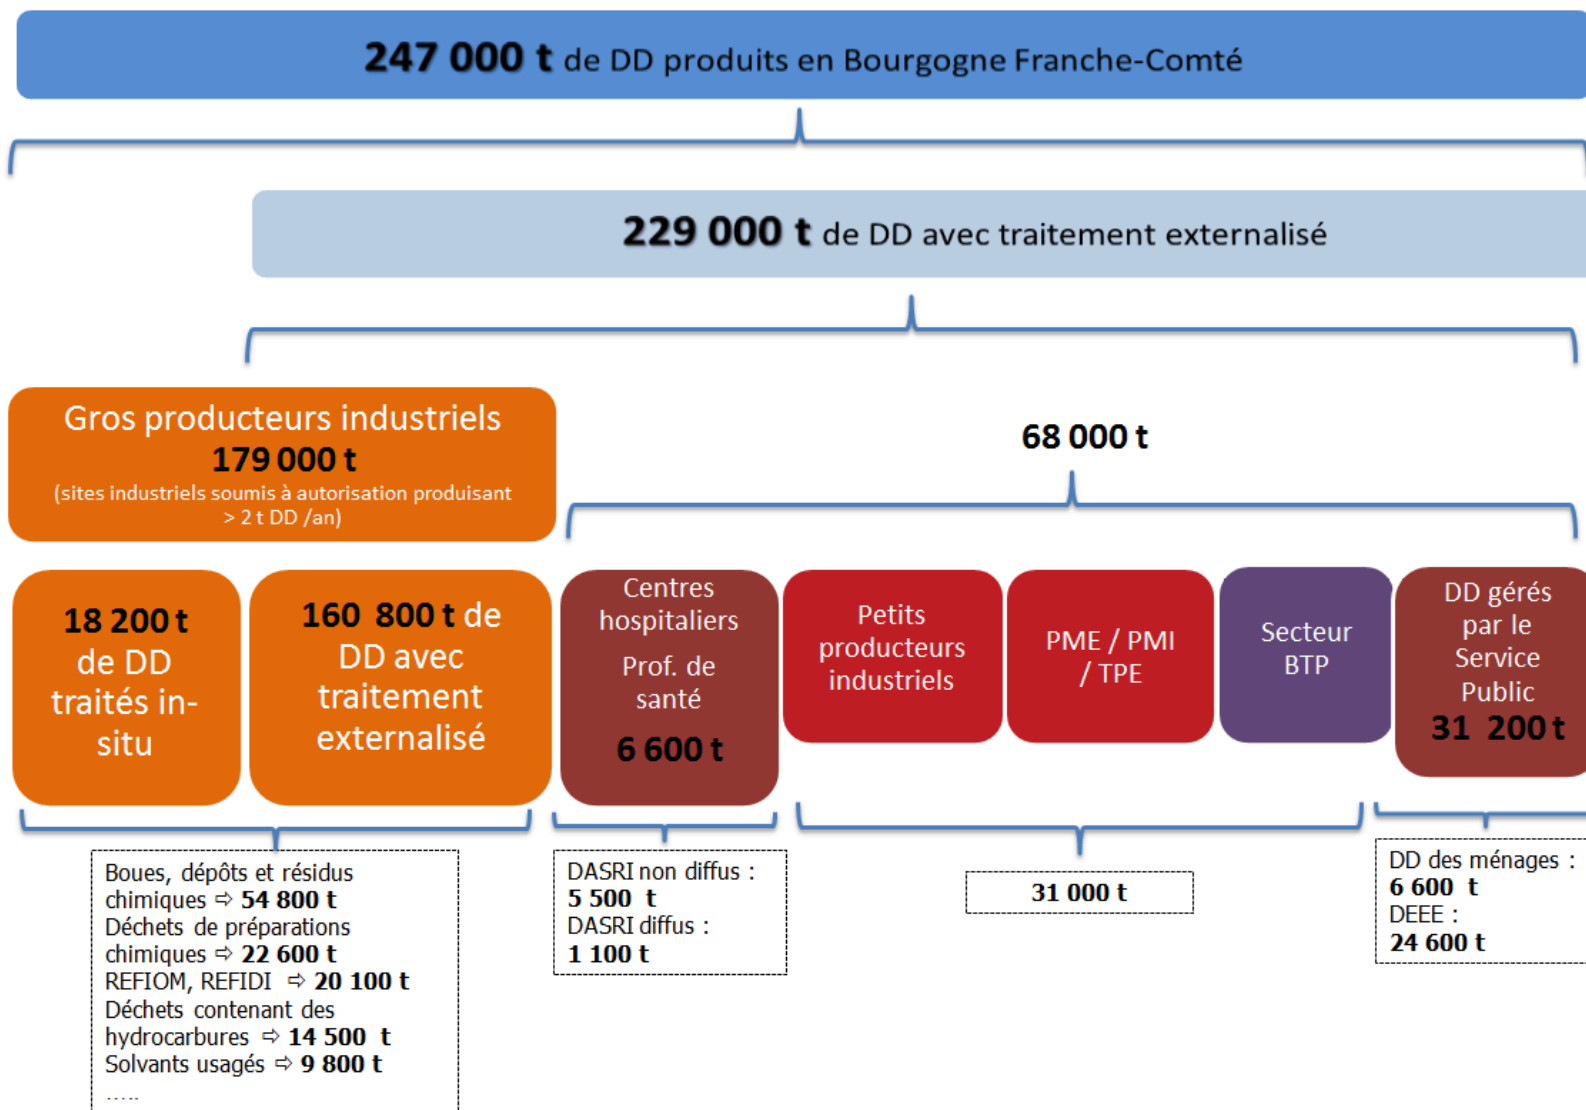 247 000 t de DD produits en Bourgogne Franche-Comté
229 000 t de DD avec traitement externalisé
Gros producteurs industriels
179 000 t
(sites industriels soumis à autorisation produisant
> 2 t DD /an)
68 000 t
18 200 t
de DD
traités in-
situ
160 800 t de
DD avec
traitement
externalisé
Centres
hospitaliers
Prof. de
santé
6 600 t
Petits
producteurs
industriels
PME / PMI
/ TPE
Secteur
BTP
DD gérés
par le
Service
Public
31 200 t
Boues, dépôts et résidus
chimiques ⇨ 54 800 t
Déchets de préparations
chimiques ⇨ 22 600 t
REFIOM, REFIDI ⇨ 20 100 t
Déchets contenant des
hydrocarbures ⇨ 14 500 t
Solvants usagés ⇨ 9 800 t
.....
DASRI non diffus :
5 500 t
DASRI diffus :
1 100 t
31 000 t
DD des ménages :
6 600 t
DEEE :
24 600 t